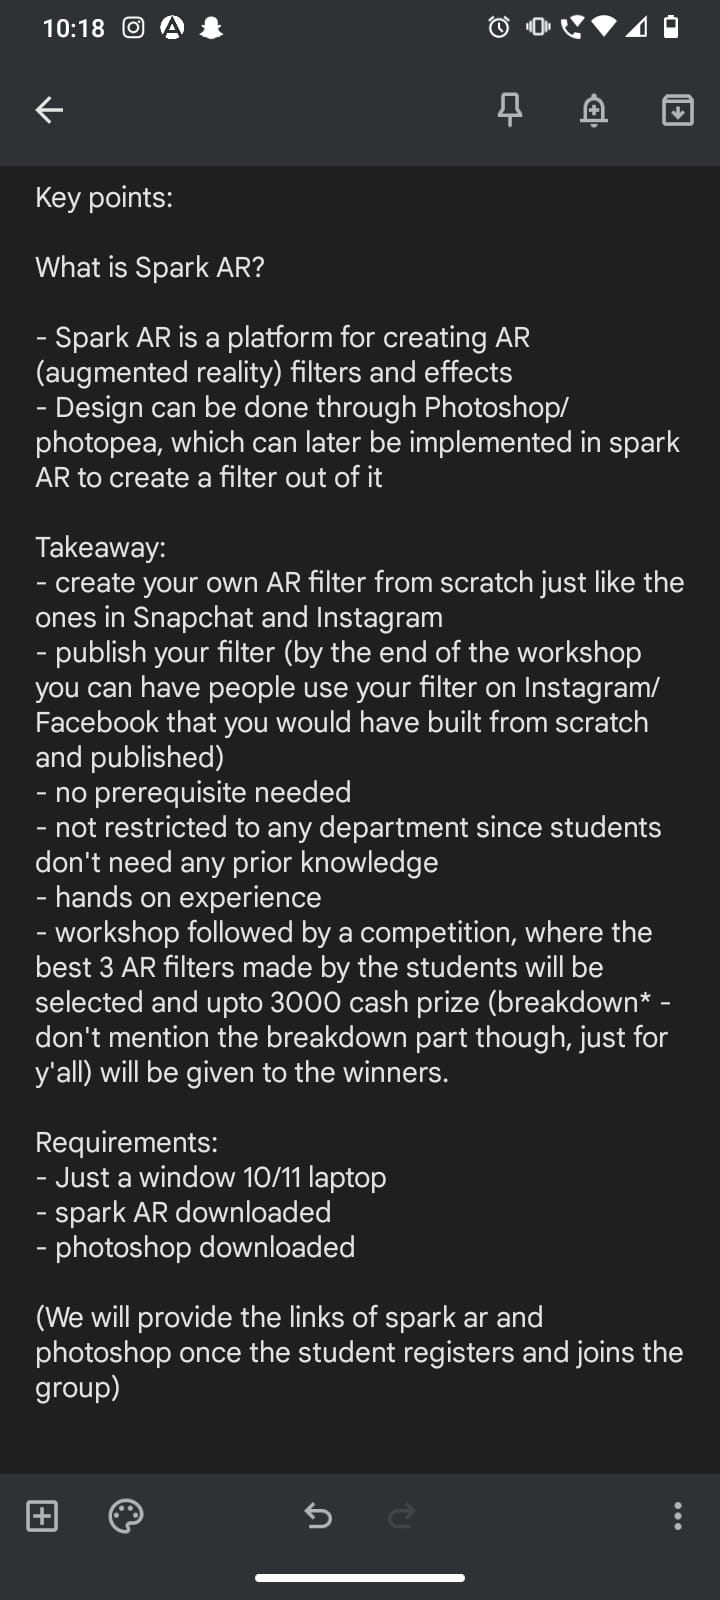 10:18
Key points:
What is Spark AR?
- Spark AR is a platform for creating AR
(augmented reality) filters and effects
- Design can be done through Photoshop/
photopea, which can later be implemented in spark
AR to create a filter out of it
Takeaway:
- create your own AR filter from scratch just like the
ones in Snapchat and Instagram
- publish your filter (by the end of the workshop
you can have people use your filter on Instagram/
Facebook that you would have built from scratch
and published)
- no prerequisite needed
- not restricted to any department since students
don't need any prior knowledge
- hands on experience
- workshop followed by a competition, where the
best 3 AR filters made by the students will be
selected and upto 3000 cash prize (breakdown* -
don't mention the breakdown part though, just for
y'all) will be given to the winners.
Requirements:
- Just a window 10/11 laptop
- spark AR downloaded
- photoshop downloaded
(We will provide the links of spark ar and
photoshop once the student registers and joins the
group)